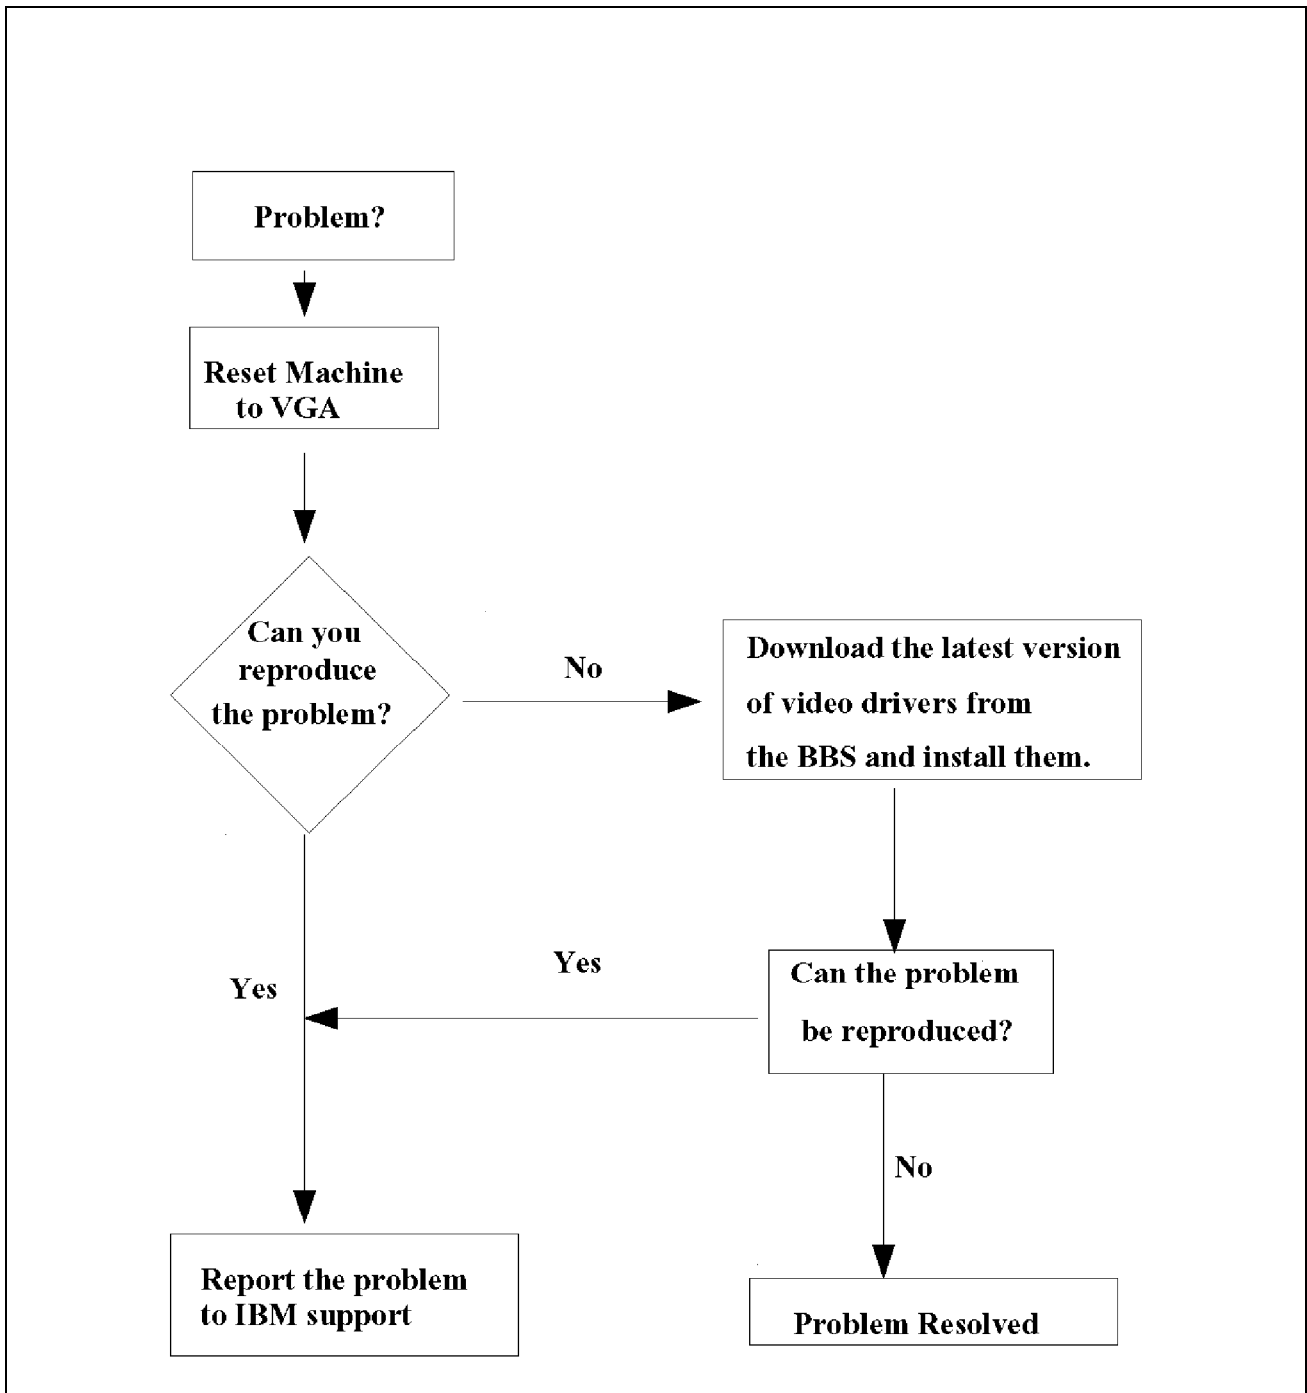 Problem?
Reset Machine
to VGA
Can you
reproduce
the problem?
No
Download the latest version
of video drivers from
the BBS and install them.
Yes
Yes
Can the problem
be reproduced?
No
Report the problem
to IBM support
Problem Resolved